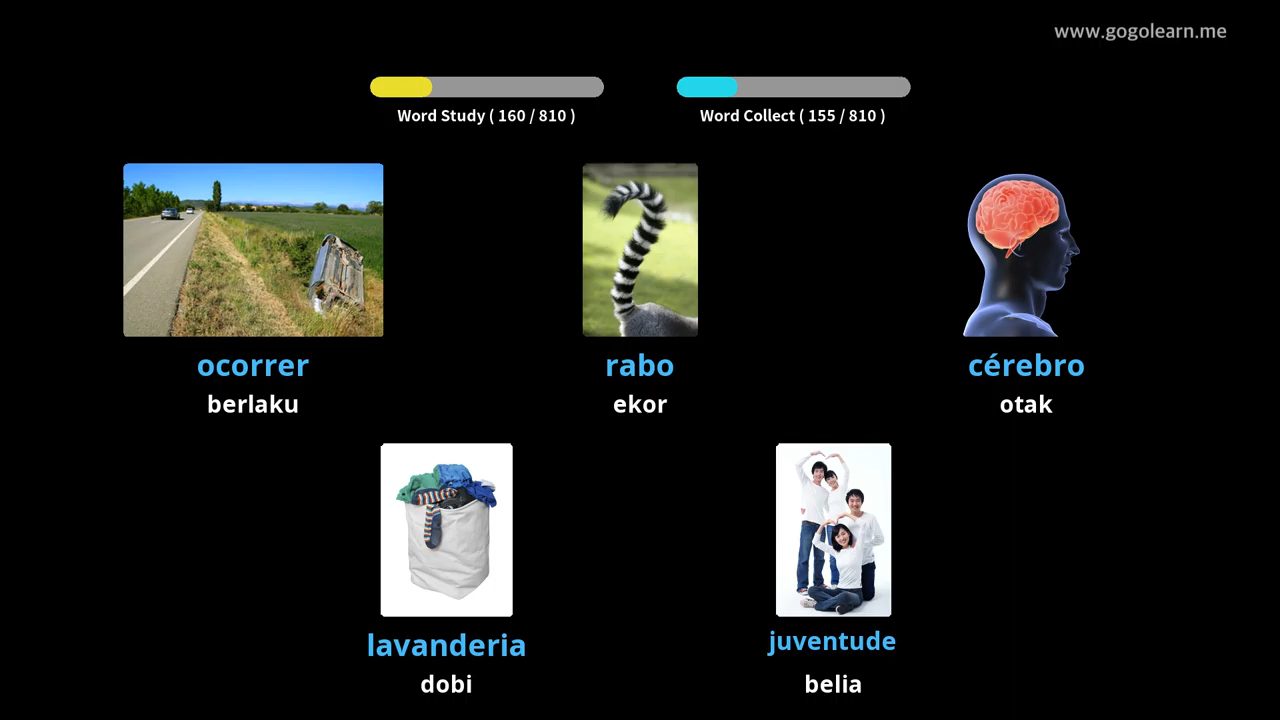 www.gogolearn.me
Word Study ( 160 / 810 )
Word Collect ( 155 / 810 )
ocorrer
berlaku
rabo
ekor
cérebro
otak
lavanderia
dobi
juventude
belia